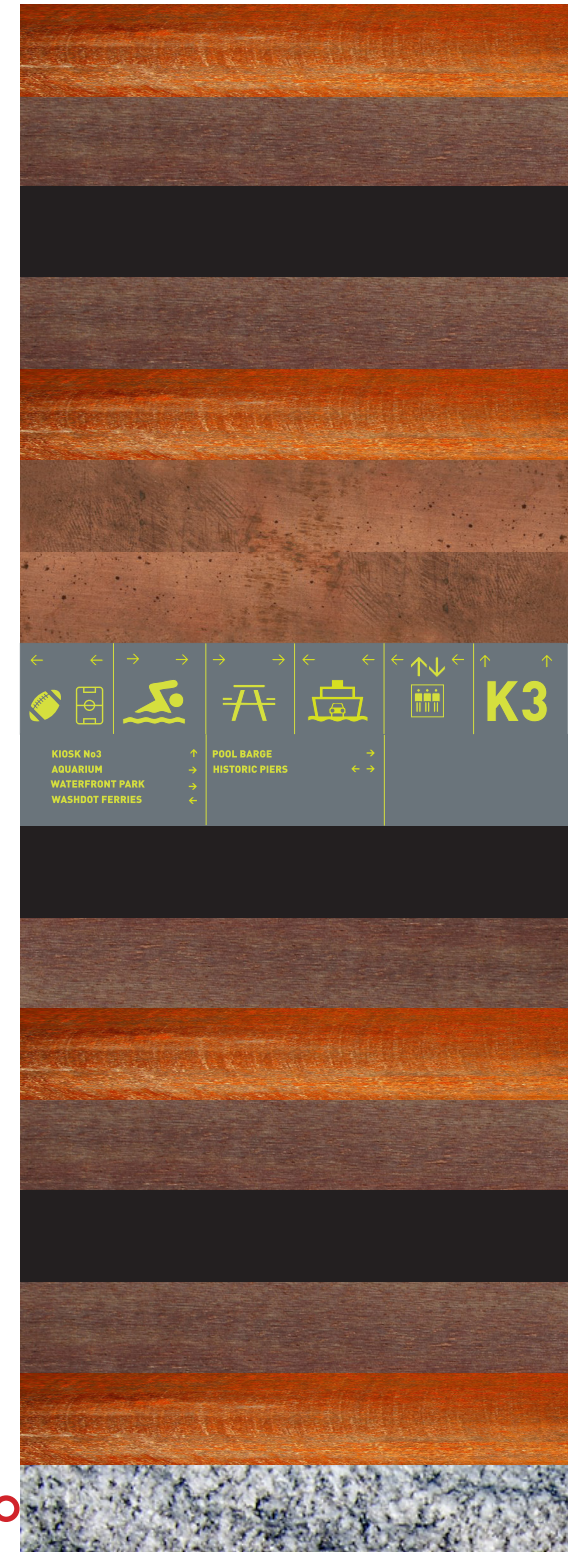 K3
KIOSK No3
AQUARIUM
WATERFRONT PARK
WASHDOT FERRIES
POOL BARGE
HISTORIC PIERS